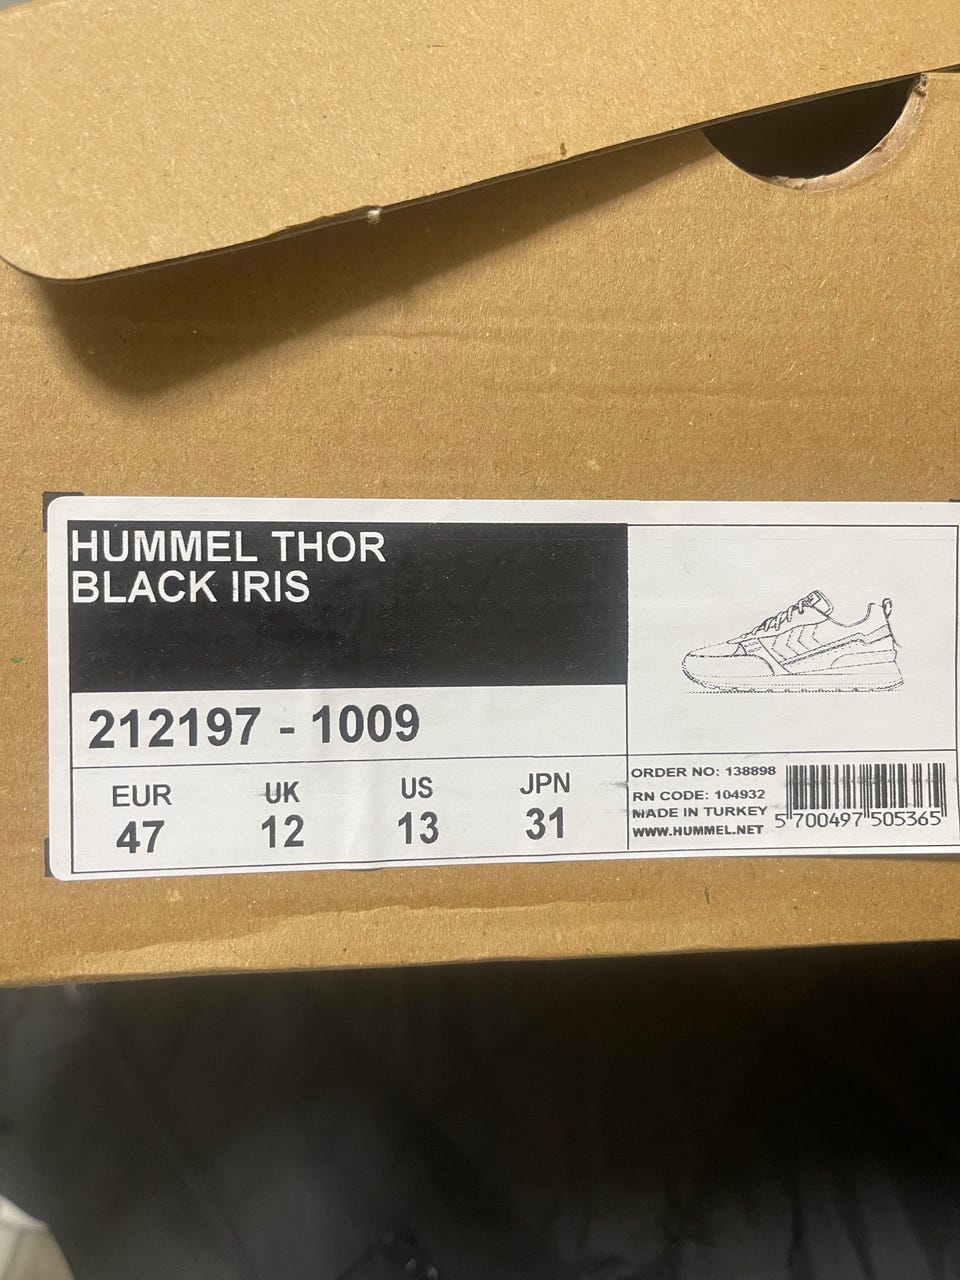 HUMMEL THOR
BLACK IRIS
212197 - 1009
EUR UK US JPN
47 12 13 31
ORDER NO: 138898
RN CODE: 104932
MADE IN TURKEY
WWW.HUMMEL.NET
5 700497 505365